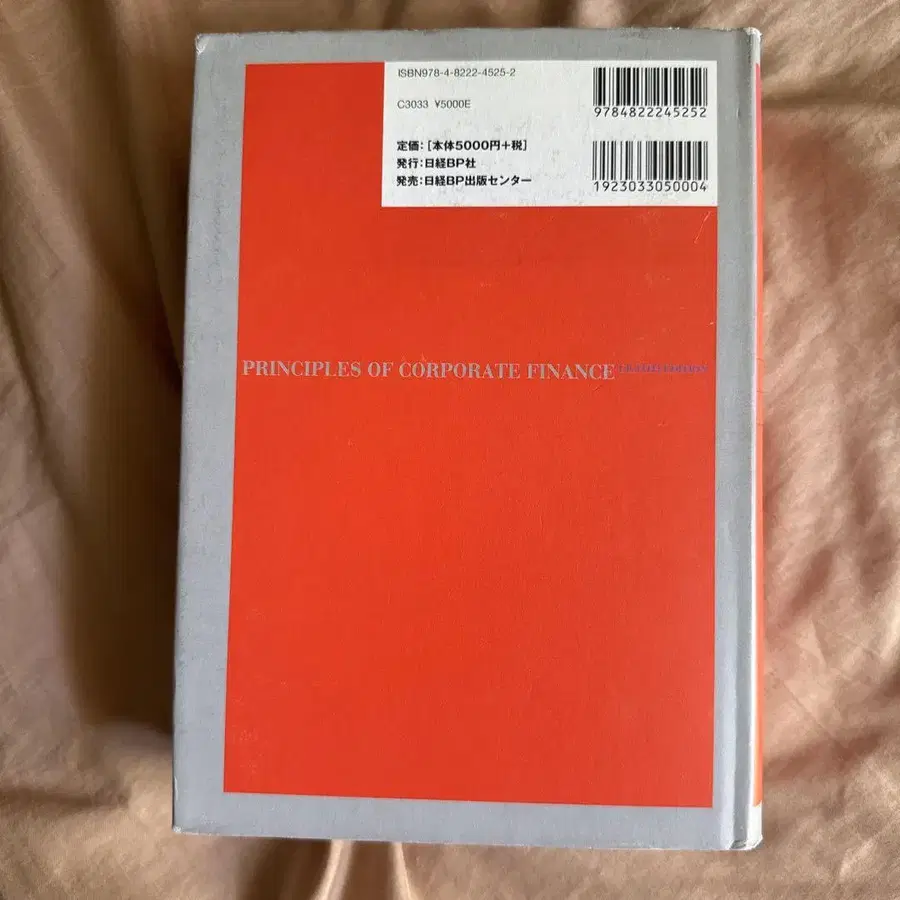 ISBN978-4-8222-4525-2
C3033 ¥5000E
定価：[本体5000円+税]
発行：日経BP社
発売：日経BP出版センター
9784822245252
1923033050004
PRINCIPLES OF CORPORATE FINANCE